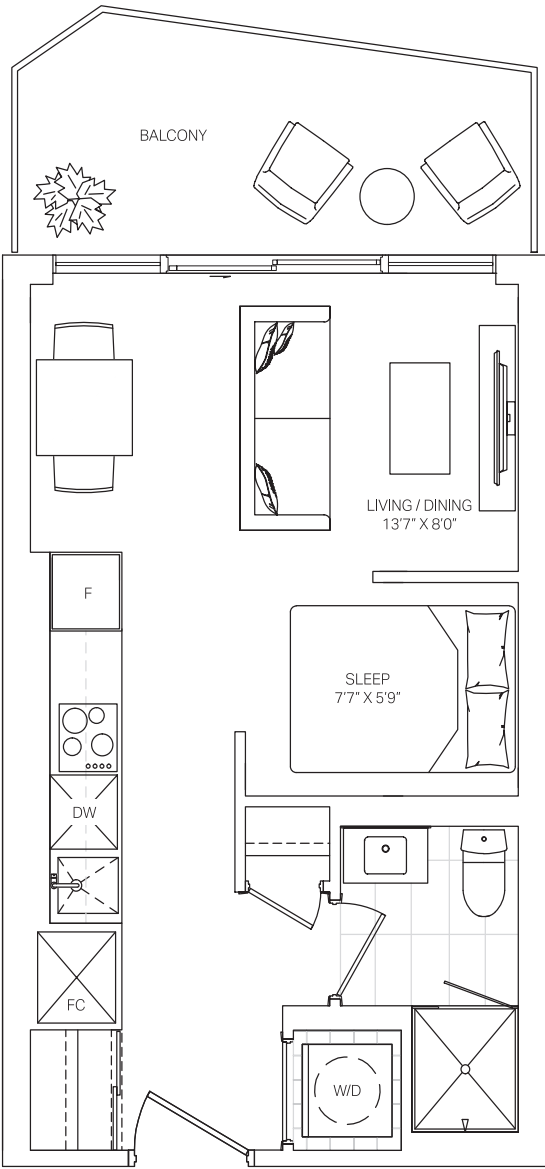 BALCONY
LIVING / DINING
13'7" X 8'0"
F
SLEEP
7'7" X 5'9"
DW
FC
W/D